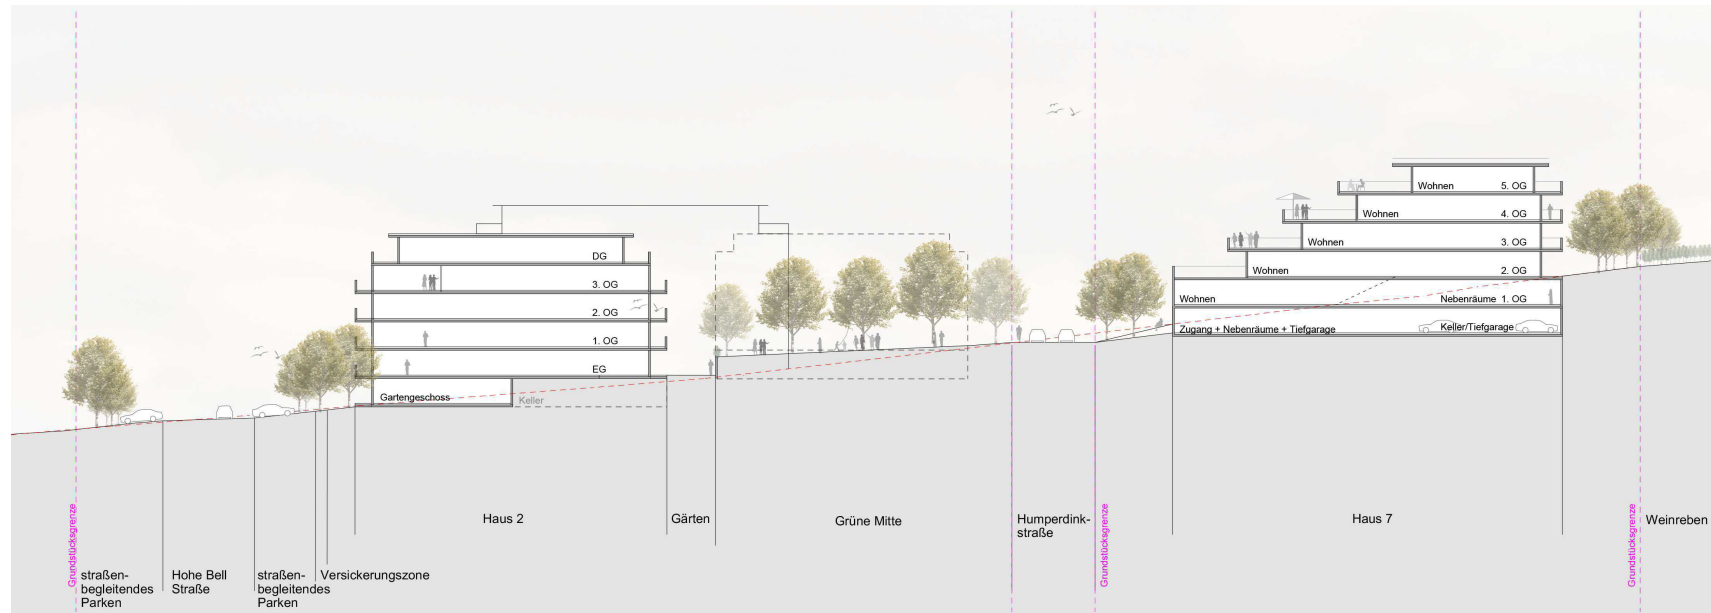 DG
3. OG
2. OG
1. OG
EG
Gartengeschoss
Keller
Wohnen 5. OG
Wohnen 4. OG
Wohnen 3. OG
Wohnen 2. OG
Wohnen Nebenräume 1. OG
Zugang + Nebenräume + Tiefgarage Keller/Tiefgarage
Grundstücksgrenze
straßen-
begleitendes
Parken
Hohe Bell
Straße
straßen-
begleitendes
Parken
Versickerungszone
Haus 2
Gärten
Grüne Mitte
Humperdink-
straße
Grundstücksgrenze
Haus 7
Grundstücksgrenze
Weinreben